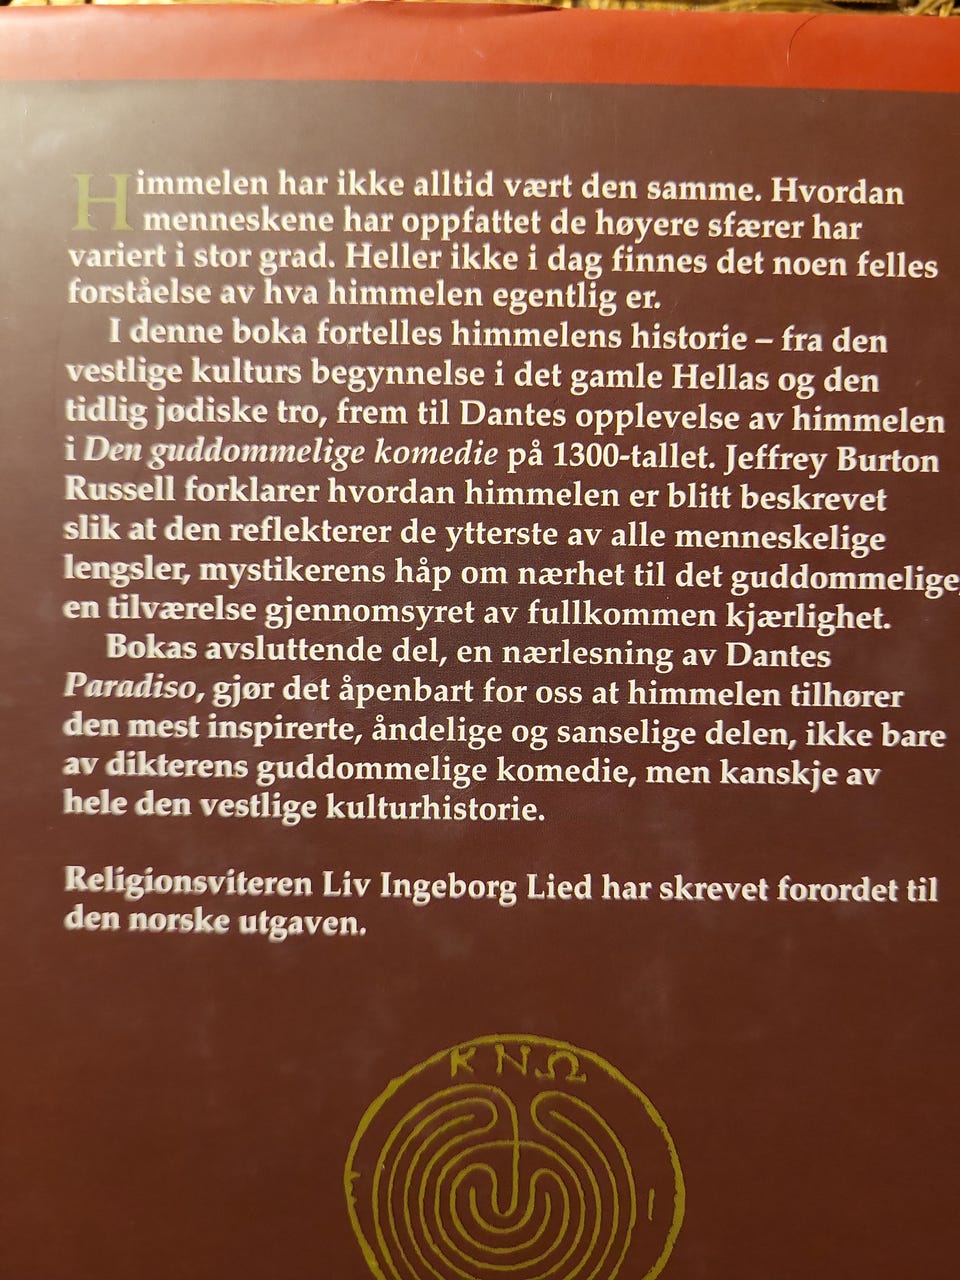 Himmelen har ikke alltid vært den samme. Hvordan
menneskene har oppfattet de høyere sfærer har
variert i stor grad. Heller ikke i dag finnes det noen felles
forståelse av hva himmelen egentlig er.
I denne boka fortelles himmelens historie – fra den
vestlige kulturs begynnelse i det gamle Hellas og den
tidlig jødiske tro, frem til Dantes opplevelse av himmelen
i Den guddommelige komedie på 1300-tallet. Jeffrey Burton
Russell forklarer hvordan himmelen er blitt beskrevet
slik at den reflekterer de ytterste av alle menneskelige
lengsler, mystikerens håp om nærhet til det guddommelige,
en tilværelse gjennomsyret av fullkommen kjærlighet.
Bokas avsluttende del, en nærlesning av Dantes
Paradiso, gjør det åpenbart for oss at himmelen tilhører
den mest inspirerte, åndelige og sanselige delen, ikke bare
av dikterens guddommelige komedie, men kanskje av
hele den vestlige kulturhistorie.
Religionsviteren Liv Ingeborg Lied har skrevet forordet til
den norske utgaven.
ΚΝΩ